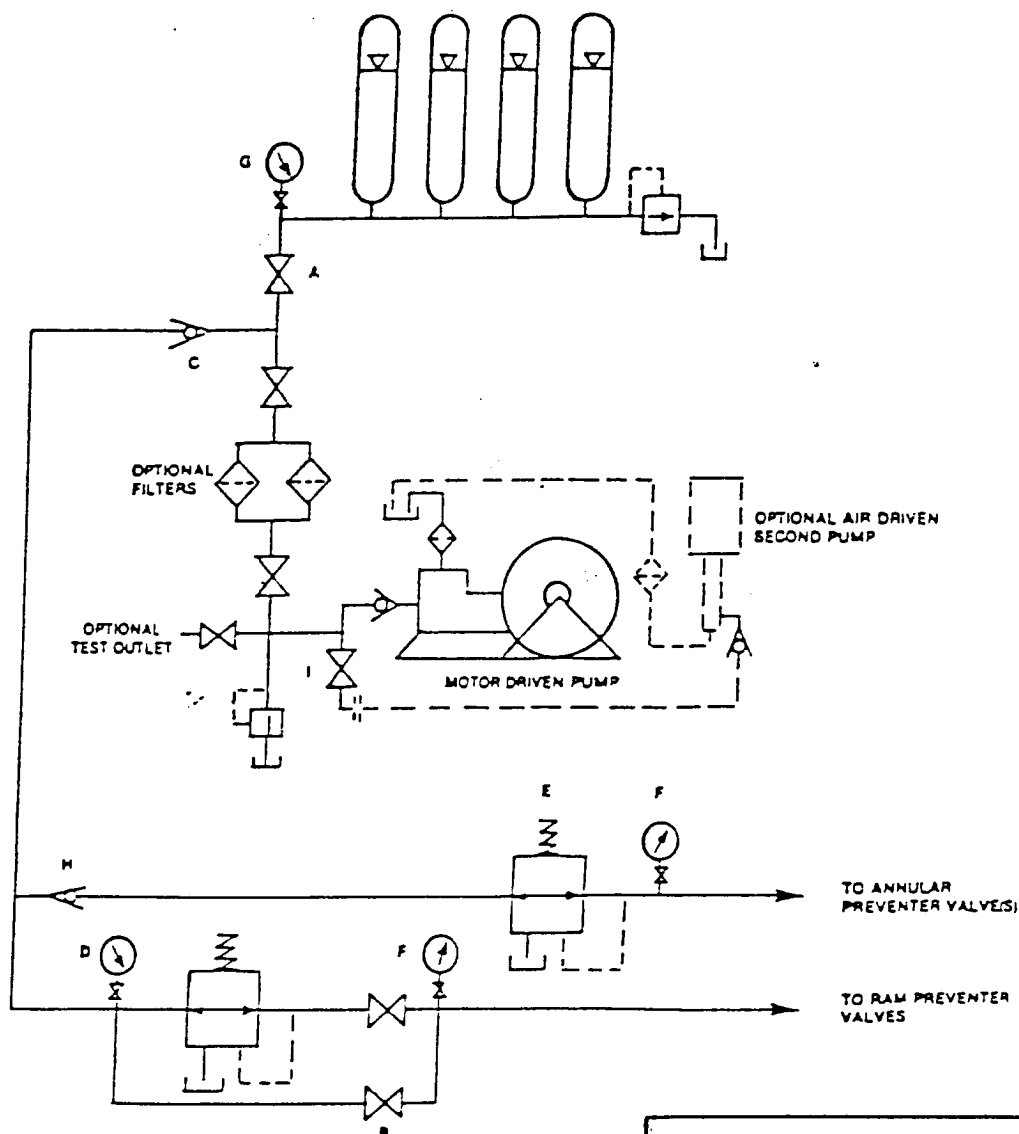 G
A
C
OPTIONAL
FILTERS
OPTIONAL AIR DRIVEN
SECOND PUMP
OPTIONAL
TEST OUTLET
I
MOTOR DRIVEN PUMP
E
F
H
TO ANNULAR
PREVENTER VALVE(S)
D
F
TO RAM PREVENTER
VALVES